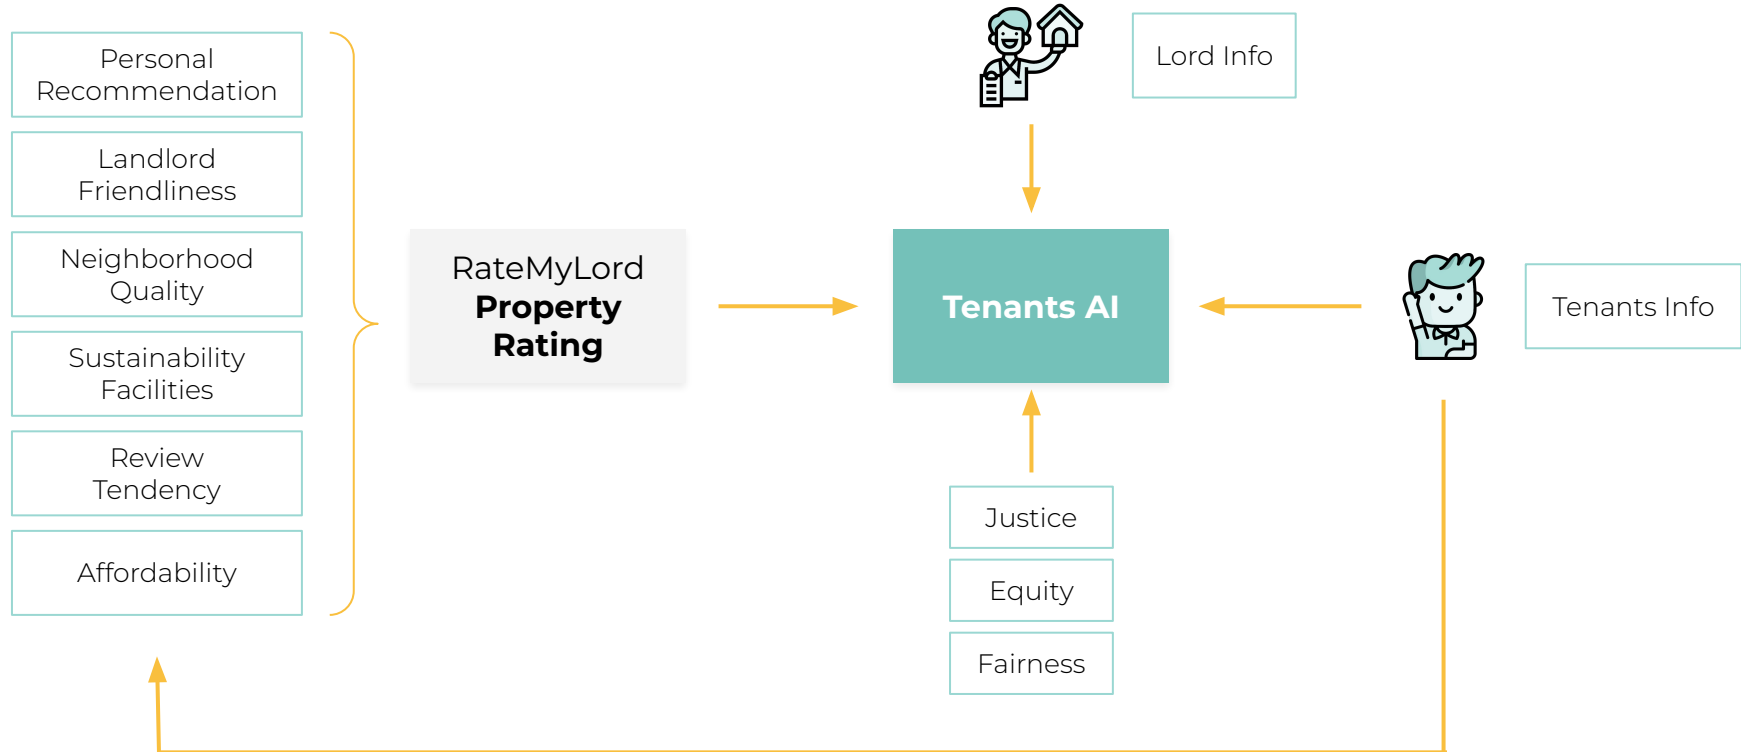 Personal
Recommendation
Landlord
Friendliness
Neighborhood
Quality
Sustainability
Facilities
Review
Tendency
Affordability
RateMyLord
Property
Rating
Lord Info
Tenants AI
Tenants Info
Justice
Equity
Fairness